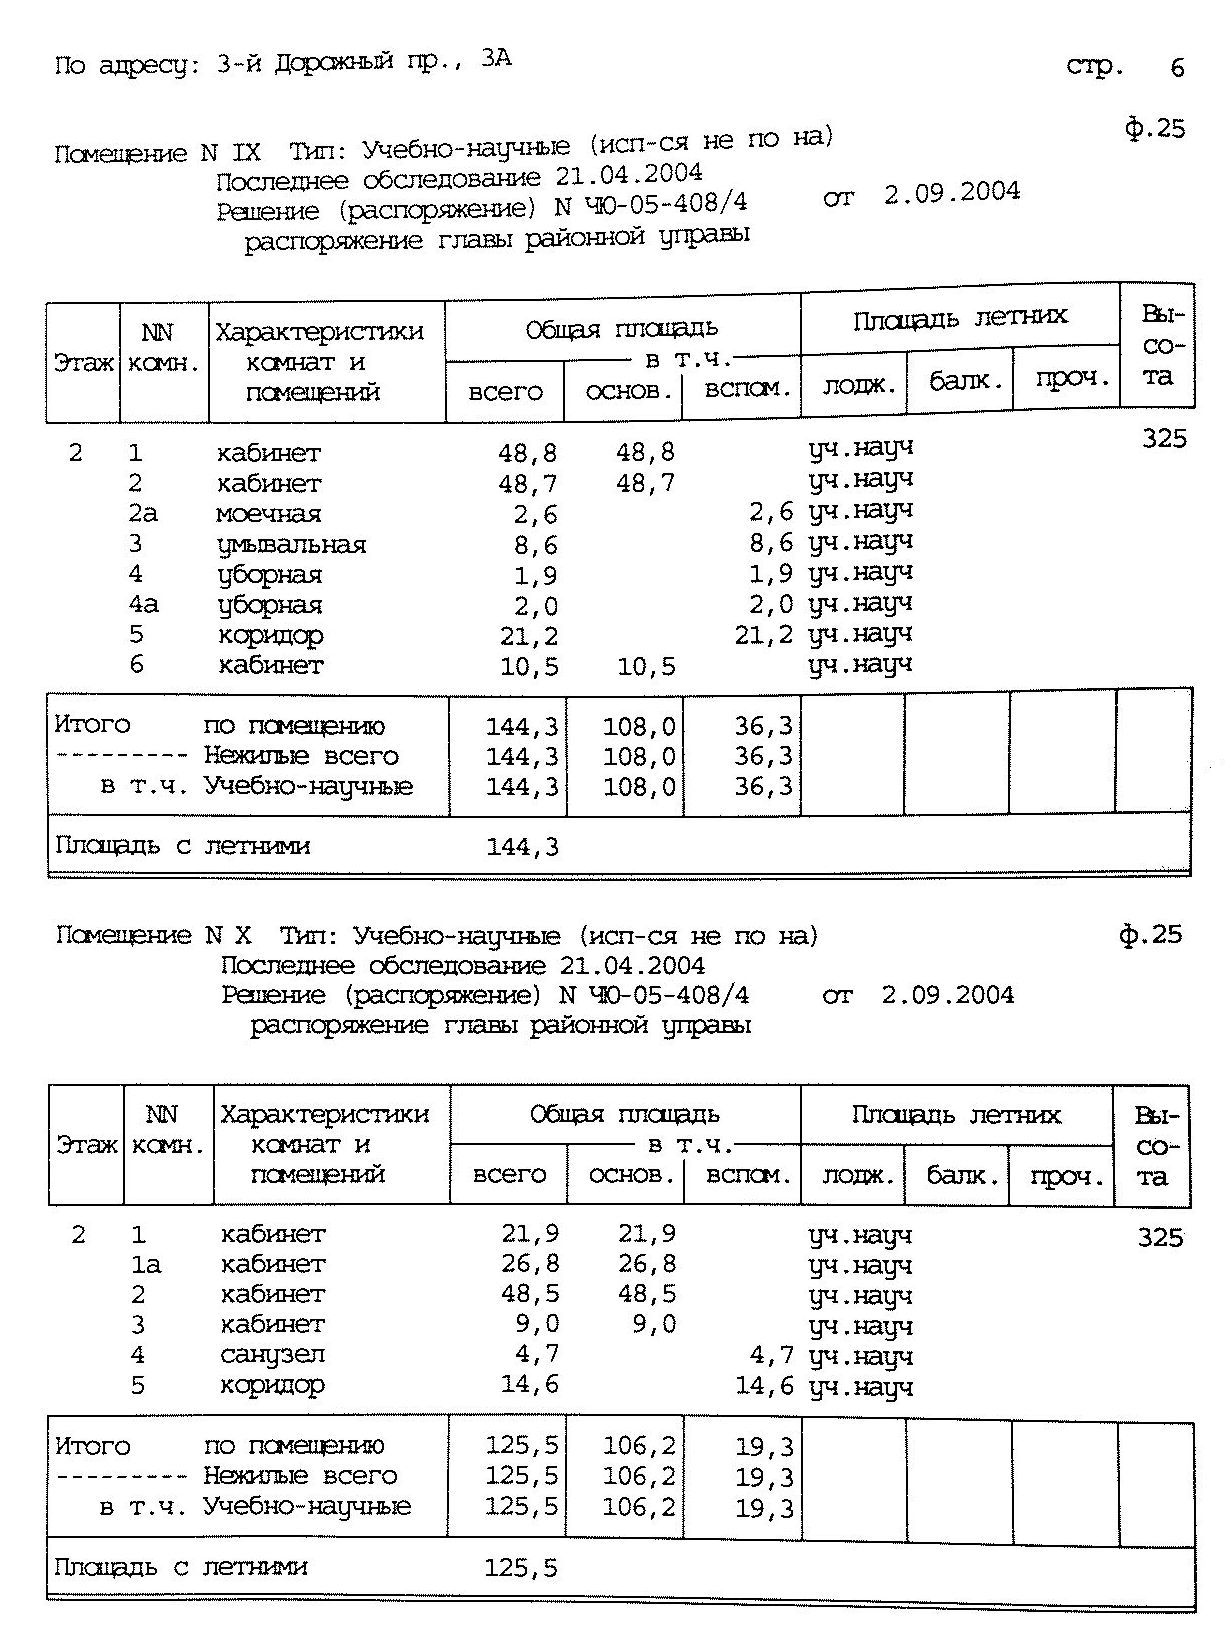 По адресу: 3-й Дорожный пр., 3А стр. 6
ф.25
Помещение N IX Тип: Учебно-научные (исп-ся не по на)
Последнее обследование 21.04.2004
Решение (распоряжение) N ЧЮ-05-408/4 от 2.09.2004
распоряжение главы районной управы
Этаж NN комн. Характеристики комнат и помещений Общая площадь Площадь летних Вы-со-та
в т.ч.
всего основ. вспом. лодж. балк. проч.
2 1 кабинет 48,8 48,8 уч.науч 325
2 кабинет 48,7 48,7 уч.науч
2а моечная 2,6 2,6 уч.науч
3 умывальная 8,6 8,6 уч.науч
4 уборная 1,9 1,9 уч.науч
4а уборная 2,0 2,0 уч.науч
5 коридор 21,2 21,2 уч.науч
6 кабинет 10,5 10,5 уч.науч
Итого по помещению 144,3 108,0 36,3
--------- Нежилые всего 144,3 108,0 36,3
в т.ч. Учебно-научные 144,3 108,0 36,3
Площадь с летними 144,3
Помещение N X Тип: Учебно-научные (исп-ся не по на) ф.25
Последнее обследование 21.04.2004
Решение (распоряжение) N ЧЮ-05-408/4 от 2.09.2004
распоряжение главы районной управы
Этаж NN комн. Характеристики комнат и помещений Общая площадь Площадь летних Вы-со-та
в т.ч.
всего основ. вспом. лодж. балк. проч.
2 1 кабинет 21,9 21,9 уч.науч 325
1а кабинет 26,8 26,8 уч.науч
2 кабинет 48,5 48,5 уч.науч
3 кабинет 9,0 9,0 уч.науч
4 санузел 4,7 4,7 уч.науч
5 коридор 14,6 14,6 уч.науч
Итого по помещению 125,5 106,2 19,3
--------- Нежилые всего 125,5 106,2 19,3
в т.ч. Учебно-научные 125,5 106,2 19,3
Площадь с летними 125,5